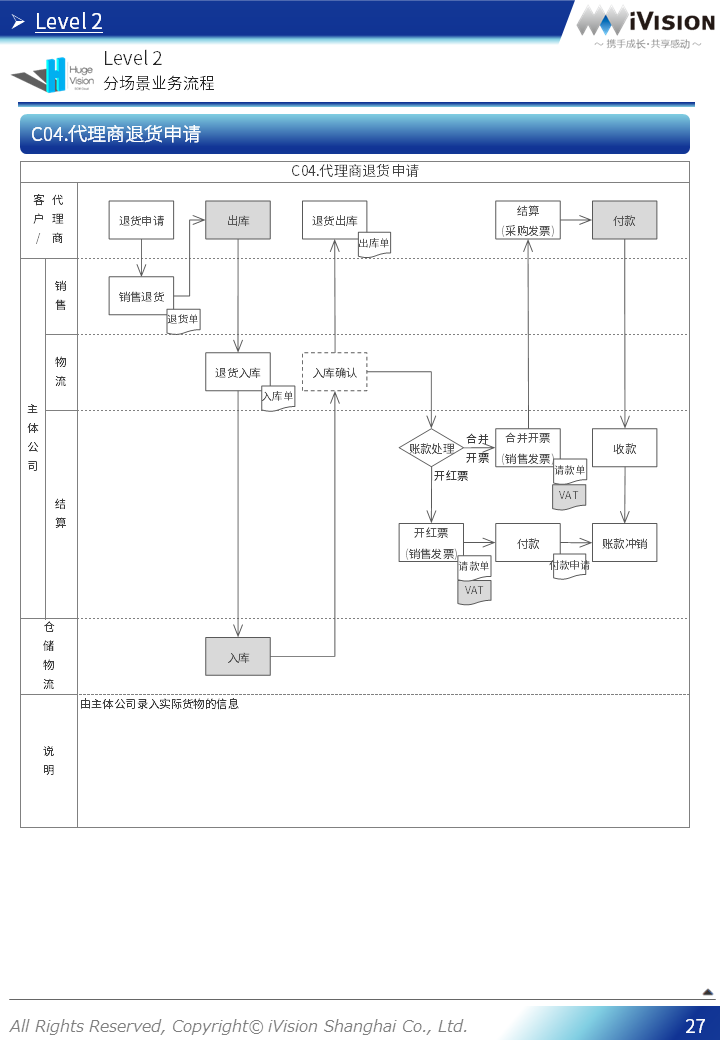 Level 2
iVISION
～携手成长·共享感动～
Huge
Vision
Level 2
分场景业务流程
C04.代理商退货申请
C04.代理商退货申请
客户/
代理商
退货申请
出库
退货出库
出库单
结算
(采购发票)
付款
主体公司
销售
销售退货
退货单
物流
退货入库
入库单
入库确认
结算
账款处理
合并
开票
开红票
合并开票
(销售发票)
请款单
VAT
收款
开红票
(销售发票)
请款单
VAT
付款
付款申请
账款冲销
仓储物流
入库
说明
由主体公司录入实际货物的信息
All Rights Reserved, Copyright© iVision Shanghai Co., Ltd.
27